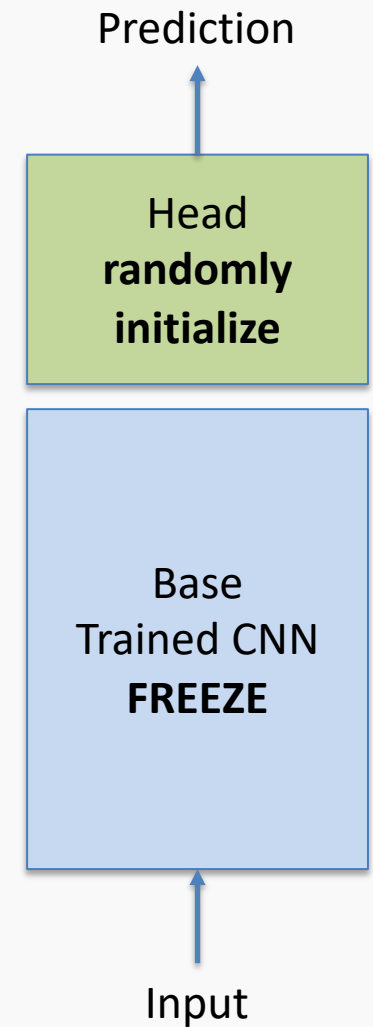 Prediction
Head
randomly
initialize
Base
Trained CNN
FREEZE
Input